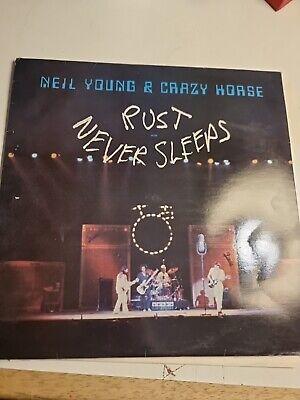 NEIL YOUNG & CRAZY HORSE
RUST
NEVER SLEEPS